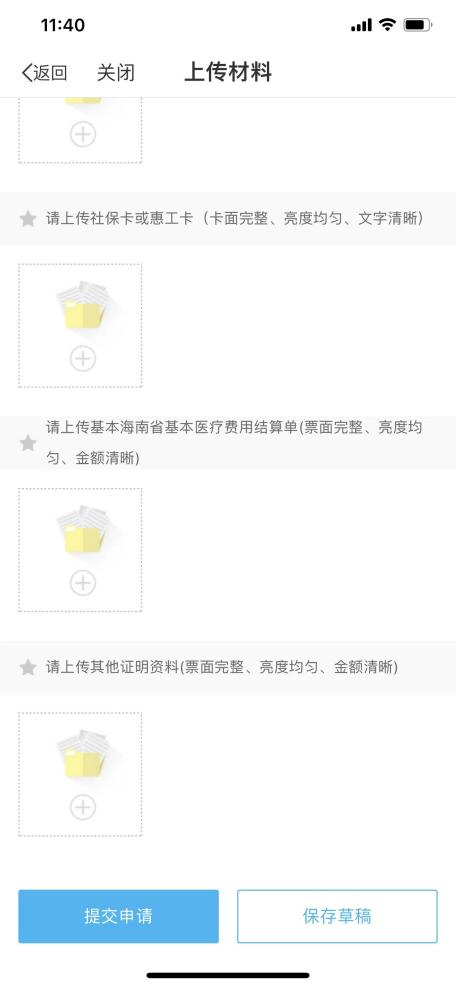 11:40
返回 关闭 上传材料
请上传社保卡或惠工卡（卡面完整、亮度均匀、文字清晰）
请上传基本海南省基本医疗费用结算单(票面完整、亮度均
匀、金额清晰)
请上传其他证明资料(票面完整、亮度均匀、金额清晰)
提交申请 保存草稿